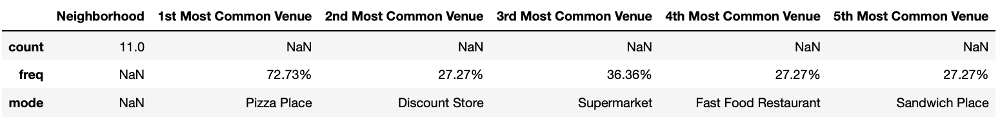 Neighborhood 1st Most Common Venue 2nd Most Common Venue 3rd Most Common Venue 4th Most Common Venue 5th Most Common Venue
count 11.0 NaN NaN NaN NaN NaN
freq NaN 72.73% 27.27% 36.36% 27.27% 27.27%
mode NaN Pizza Place Discount Store Supermarket Fast Food Restaurant Sandwich Place